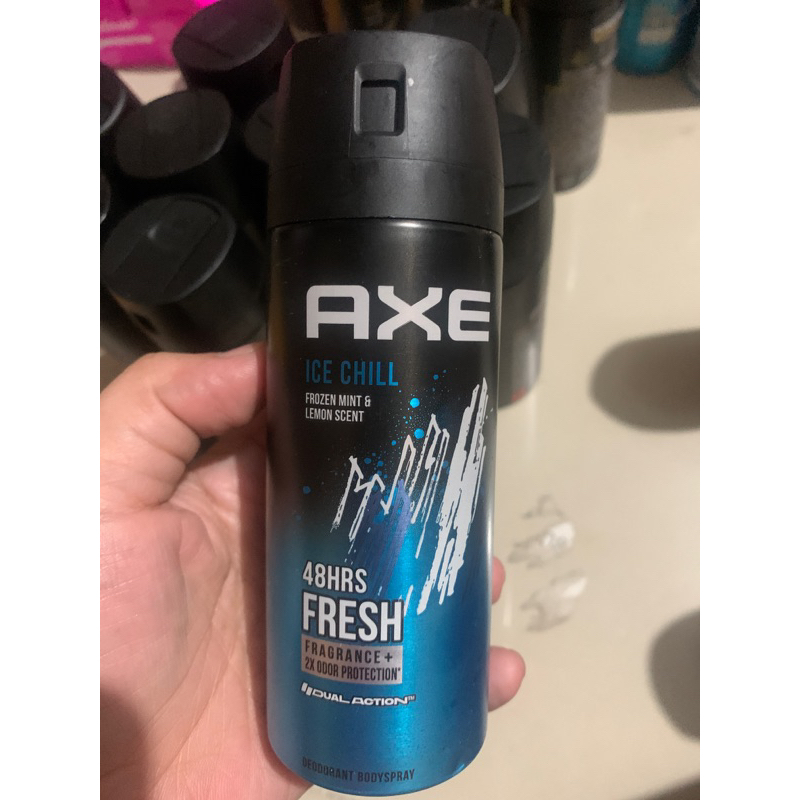 AXE
ICE CHILL
FROZEN MINT &
LEMON SCENT
48HRS
FRESH
FRAGRANCE +
2X ODOR PROTECTION*
DUAL ACTION™
DEODORANT BODYSPRAY